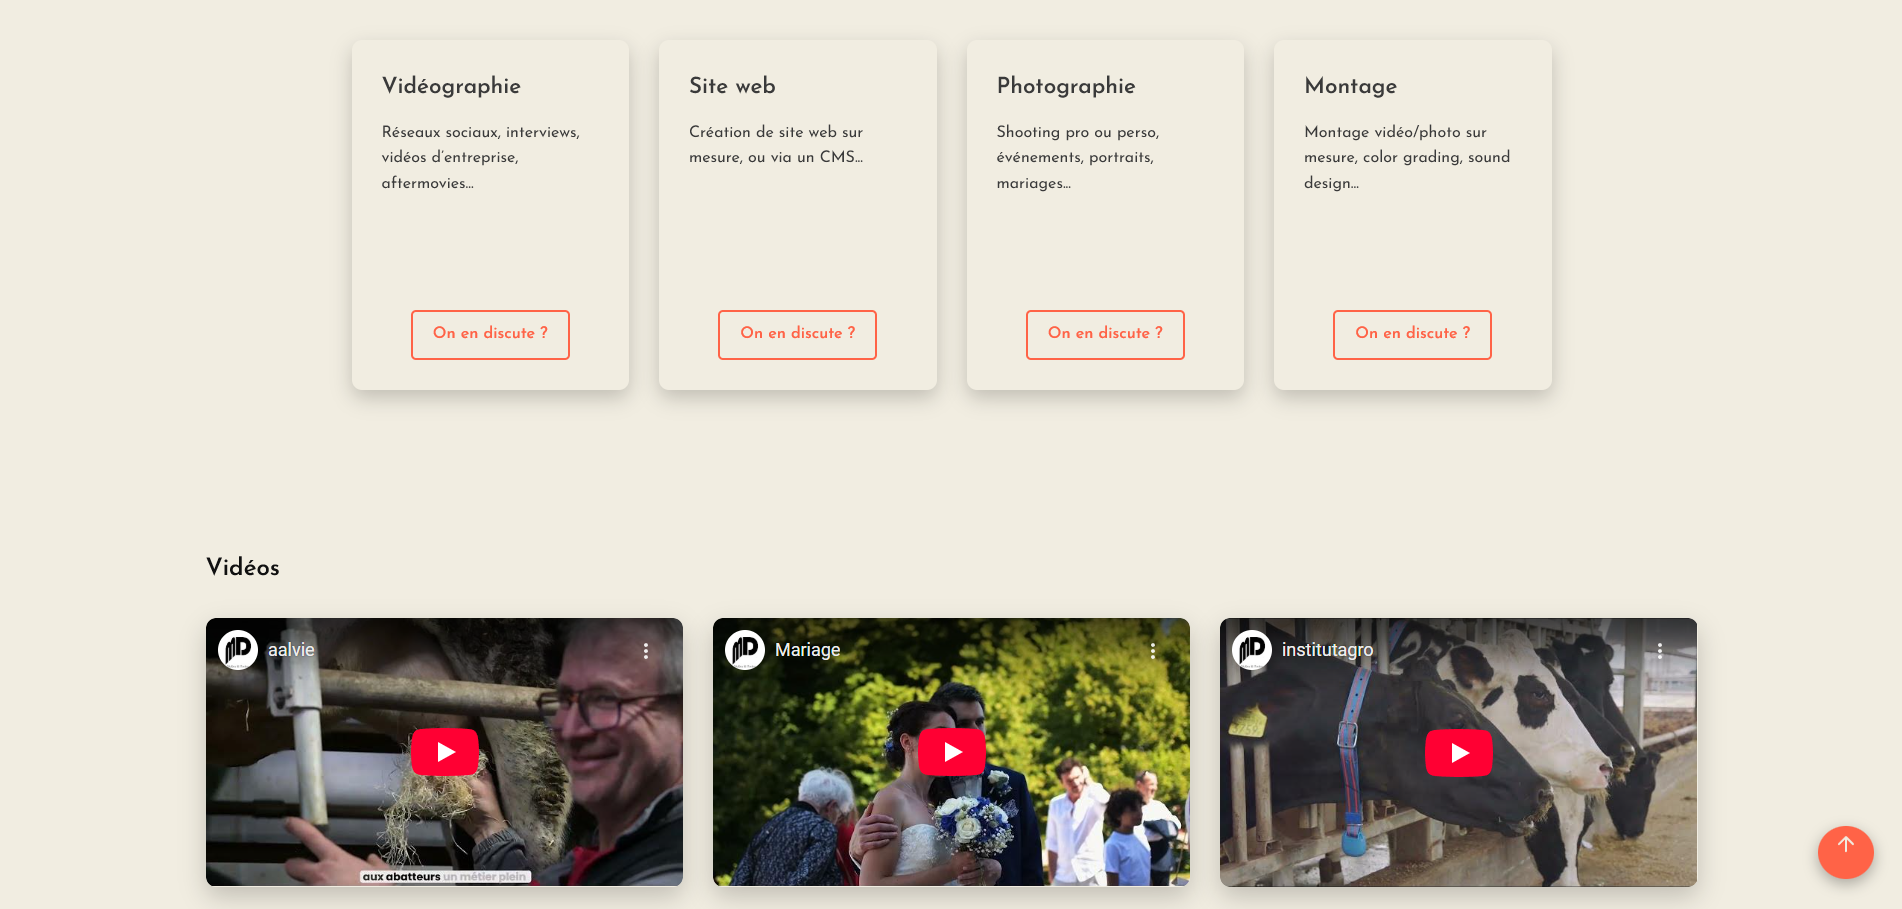 Vidéographie
Réseaux sociaux, interviews,
vidéos d'entreprise,
aftermovies...
On en discute ?
Site web
Création de site web sur
mesure, ou via un CMS...
On en discute ?
Photographie
Shooting pro ou perso,
événements, portraits,
mariages...
On en discute ?
Montage
Montage vidéo/photo sur
mesure, color grading, sound
design...
On en discute ?
Vidéos
aalvie
aux abatteurs un métier plein
Mariage
institutagro